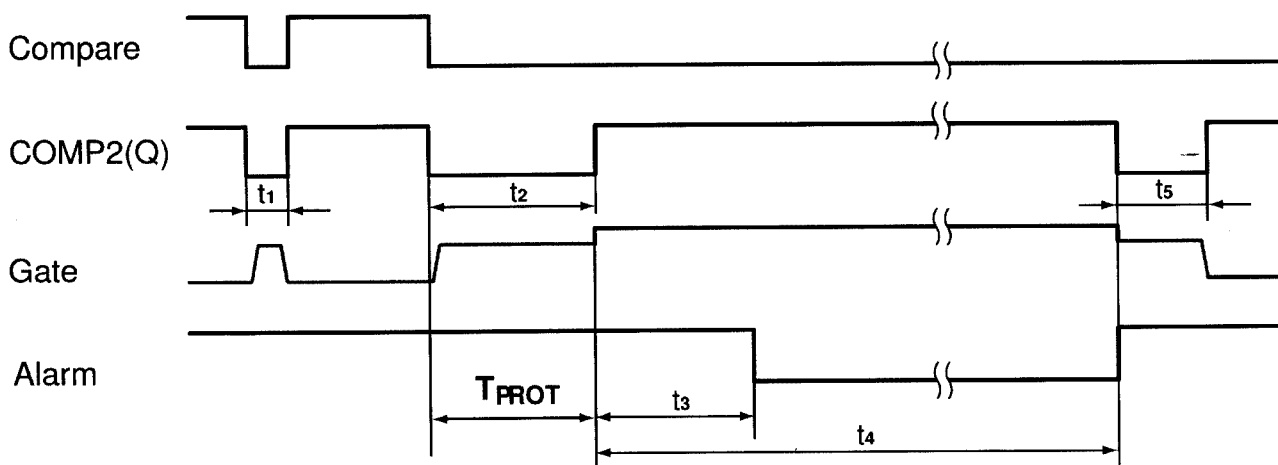 Compare
COMP2(Q)
t1
t2
t5
Gate
Alarm
TPROT
t3
t4